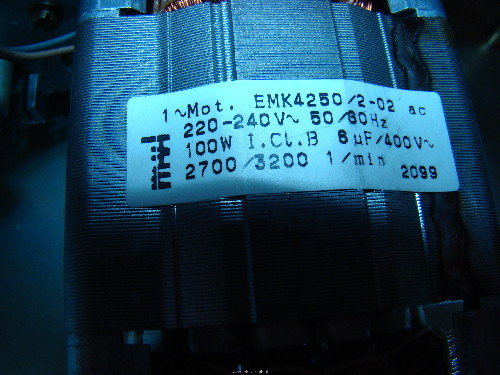 1~Mot. EMK4250/2-02 ac
220-240V~ 50/60Hz
100W I.Cl.B 6µF/400V~
2700/3200 1/min 2099